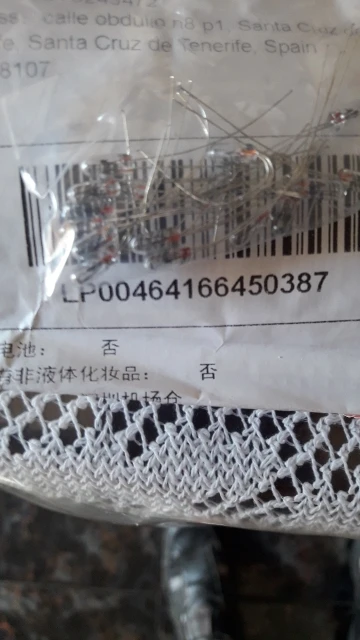 calle obdulio n8 p1, Santa Cruz
fe, Santa Cruz de Tenerife, Spain
8107
LP00464166450387
电池： 否
非液体化妆品： 否